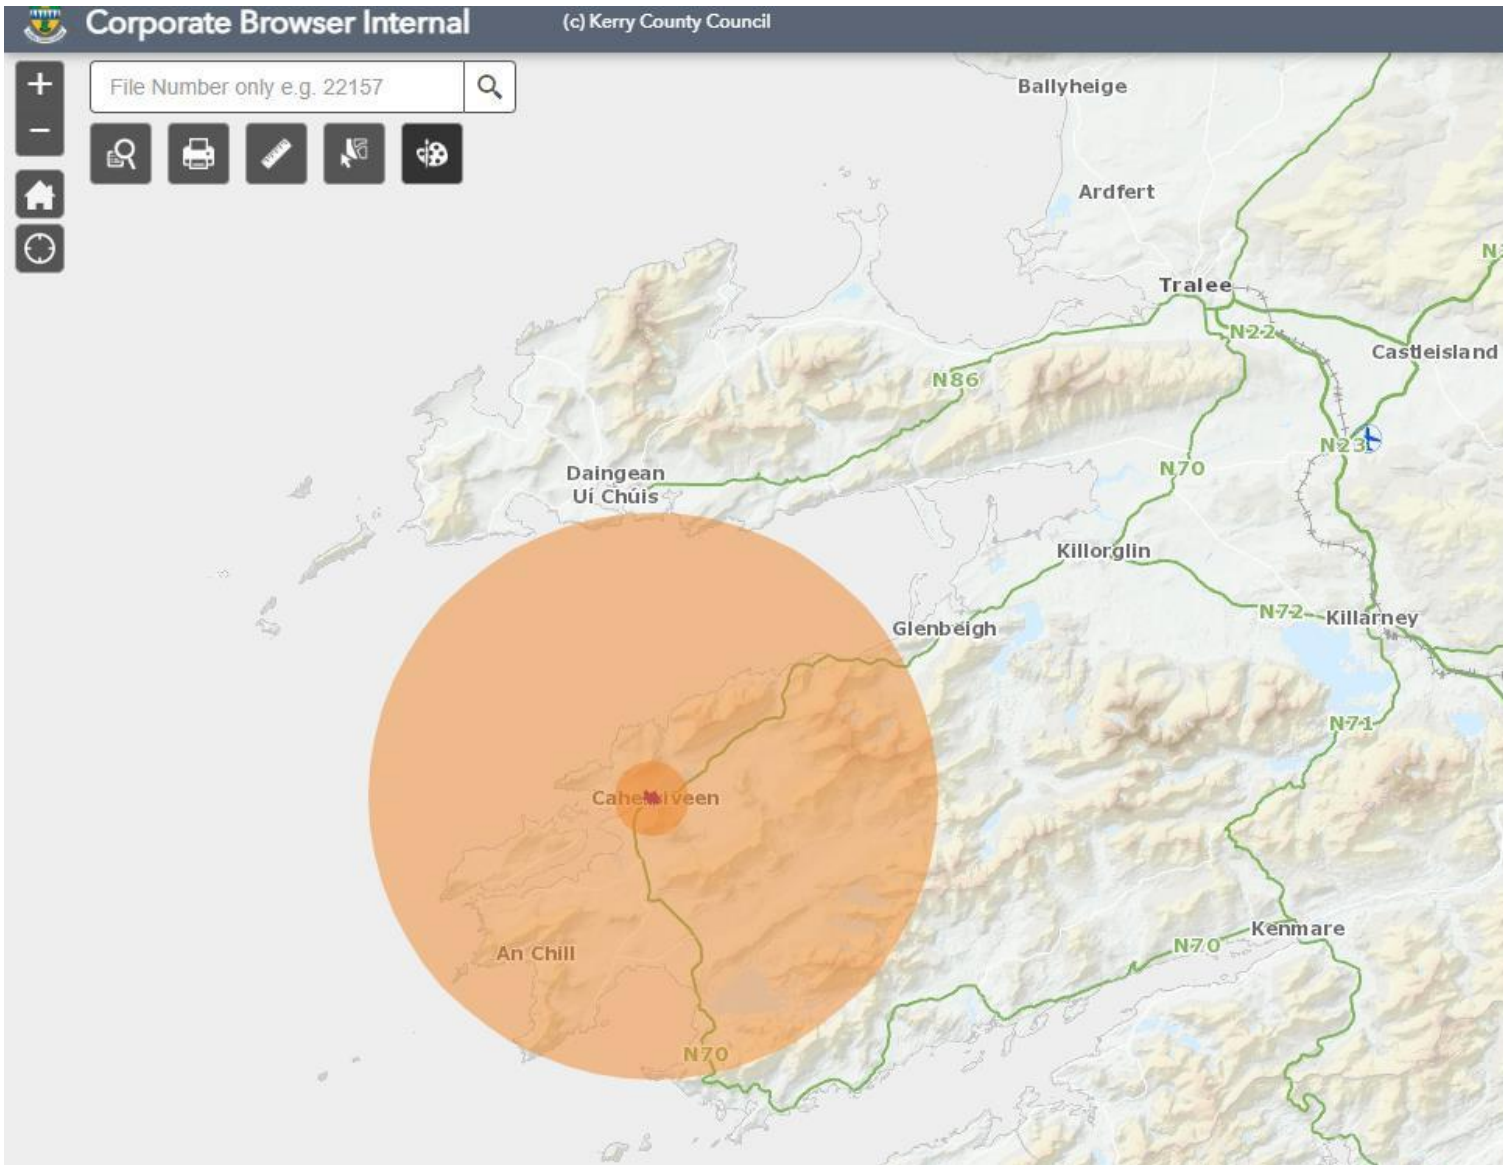 Corporate Browser Internal
(c) Kerry County Council
File Number only e.g. 22157
Ballyheige
Ardfert
Tralee
N22
Castleisland
N86
N23
N70
Daingean
Uí Chúis
Killorglin
N72
Killarney
Glenbeigh
N71
Cahersiveen
Kenmare
N70
An Chill
N70